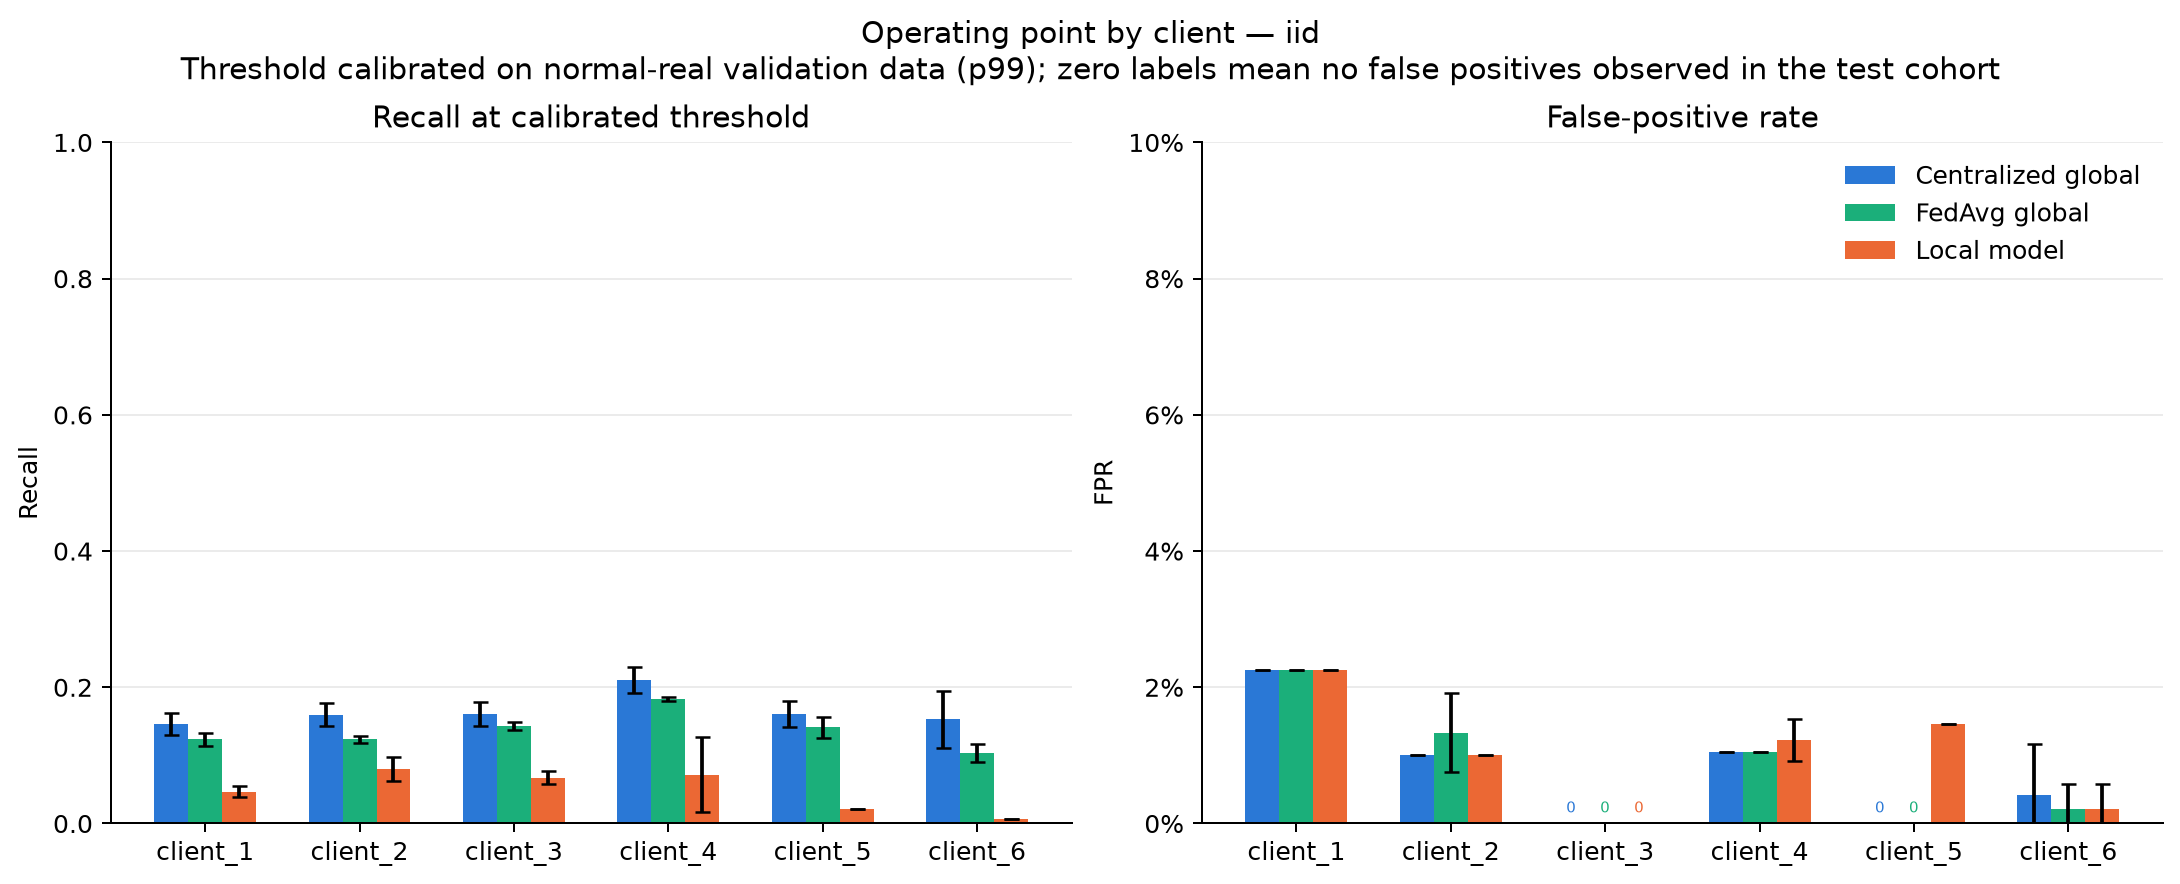 Operating point by client — iid
Threshold calibrated on normal-real validation data (p99); zero labels mean no false positives observed in the test cohort
Recall at calibrated threshold
1.0
0.8
0.6
0.4
0.2
0.0
Recall
client_1 client_2 client_3 client_4 client_5 client_6
False-positive rate
10%
8%
6%
4%
2%
0%
FPR
Centralized global
FedAvg global
Local model
0 0 0 0 0
client_1 client_2 client_3 client_4 client_5 client_6